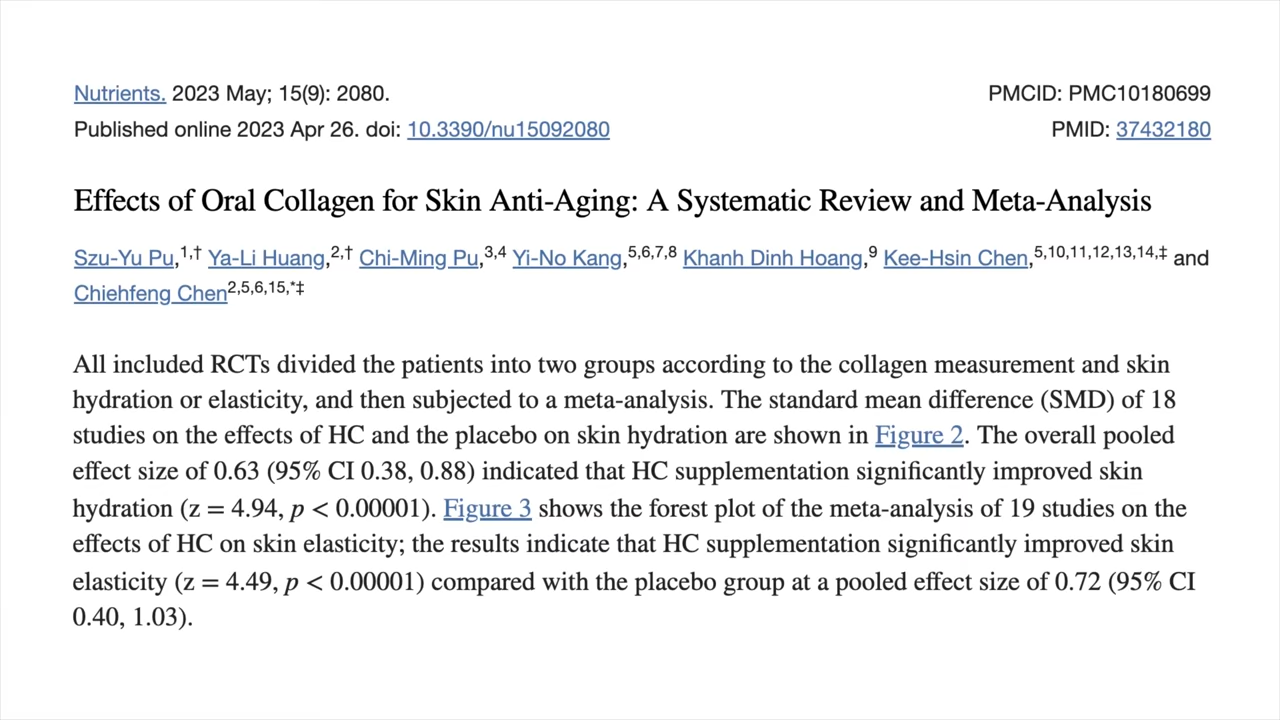 Nutrients. 2023 May; 15(9): 2080.
PMCID: PMC10180699
Published online 2023 Apr 26. doi: 10.3390/nu15092080
PMID: 37432180
Effects of Oral Collagen for Skin Anti-Aging: A Systematic Review and Meta-Analysis
Szu-Yu Pu,1,† Ya-Li Huang,2,† Chi-Ming Pu,3,4 Yi-No Kang,5,6,7,8 Khanh Dinh Hoang,9 Kee-Hsin Chen,5,10,11,12,13,14,‡ and
Chiehfeng Chen2,5,6,15,*‡
All included RCTs divided the patients into two groups according to the collagen measurement and skin
hydration or elasticity, and then subjected to a meta-analysis. The standard mean difference (SMD) of 18
studies on the effects of HC and the placebo on skin hydration are shown in Figure 2. The overall pooled
effect size of 0.63 (95% CI 0.38, 0.88) indicated that HC supplementation significantly improved skin
hydration (z = 4.94, p < 0.00001). Figure 3 shows the forest plot of the meta-analysis of 19 studies on the
effects of HC on skin elasticity; the results indicate that HC supplementation significantly improved skin
elasticity (z = 4.49, p < 0.00001) compared with the placebo group at a pooled effect size of 0.72 (95% CI
0.40, 1.03).